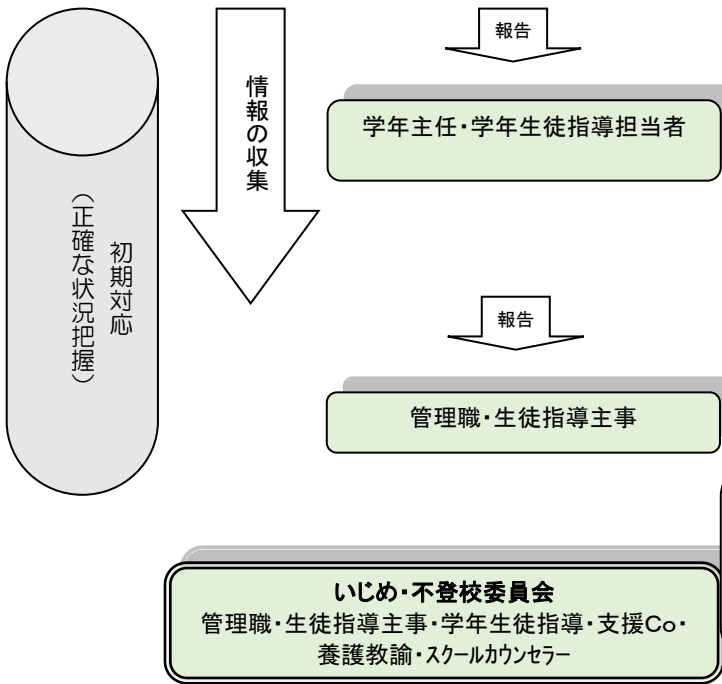 報告
情報の収集
学年主任・学年生徒指導担当者
初期対応
（正確な状況把握）
報告
管理職・生徒指導主事
いじめ・不登校委員会
管理職・生徒指導主事・学年生徒指導・支援Co・
養護教諭・スクールカウンセラー